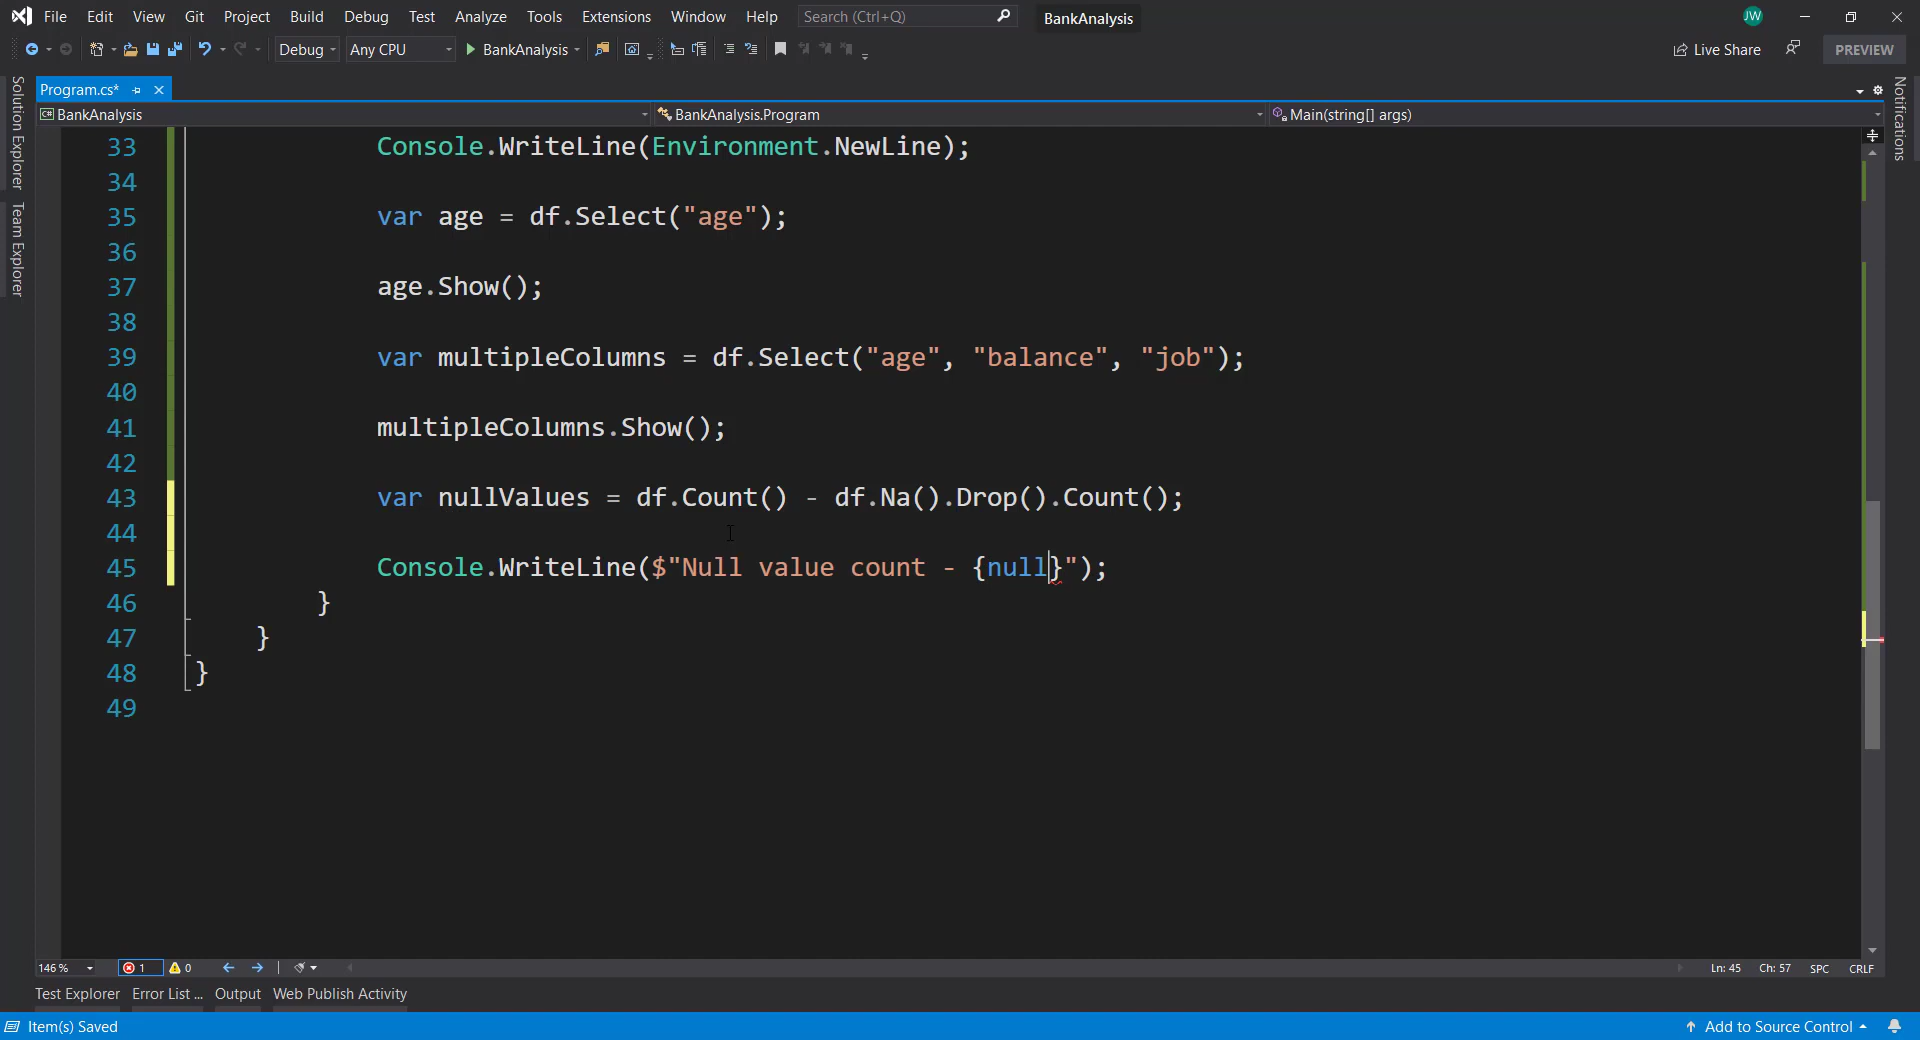 File Edit View Git Project Build Debug Test Analyze Tools Extensions Window Help Search (Ctrl+Q) BankAnalysis JW
Debug Any CPU BankAnalysis Live Share PREVIEW
Solution Explorer
Team Explorer
Notifications
Program.cs*
BankAnalysis BankAnalysis.Program Main(string[] args)
33 Console.WriteLine(Environment.NewLine);
34
35 var age = df.Select("age");
36
37 age.Show();
38
39 var multipleColumns = df.Select("age", "balance", "job");
40
41 multipleColumns.Show();
42
43 var nullValues = df.Count() - df.Na().Drop().Count();
44
45 Console.WriteLine($"Null value count - {null}");
46 }
47 }
48 }
49
146 % 1 0 Ln: 45 Ch: 57 SPC CRLF
Test Explorer Error List ... Output Web Publish Activity
Item(s) Saved Add to Source Control